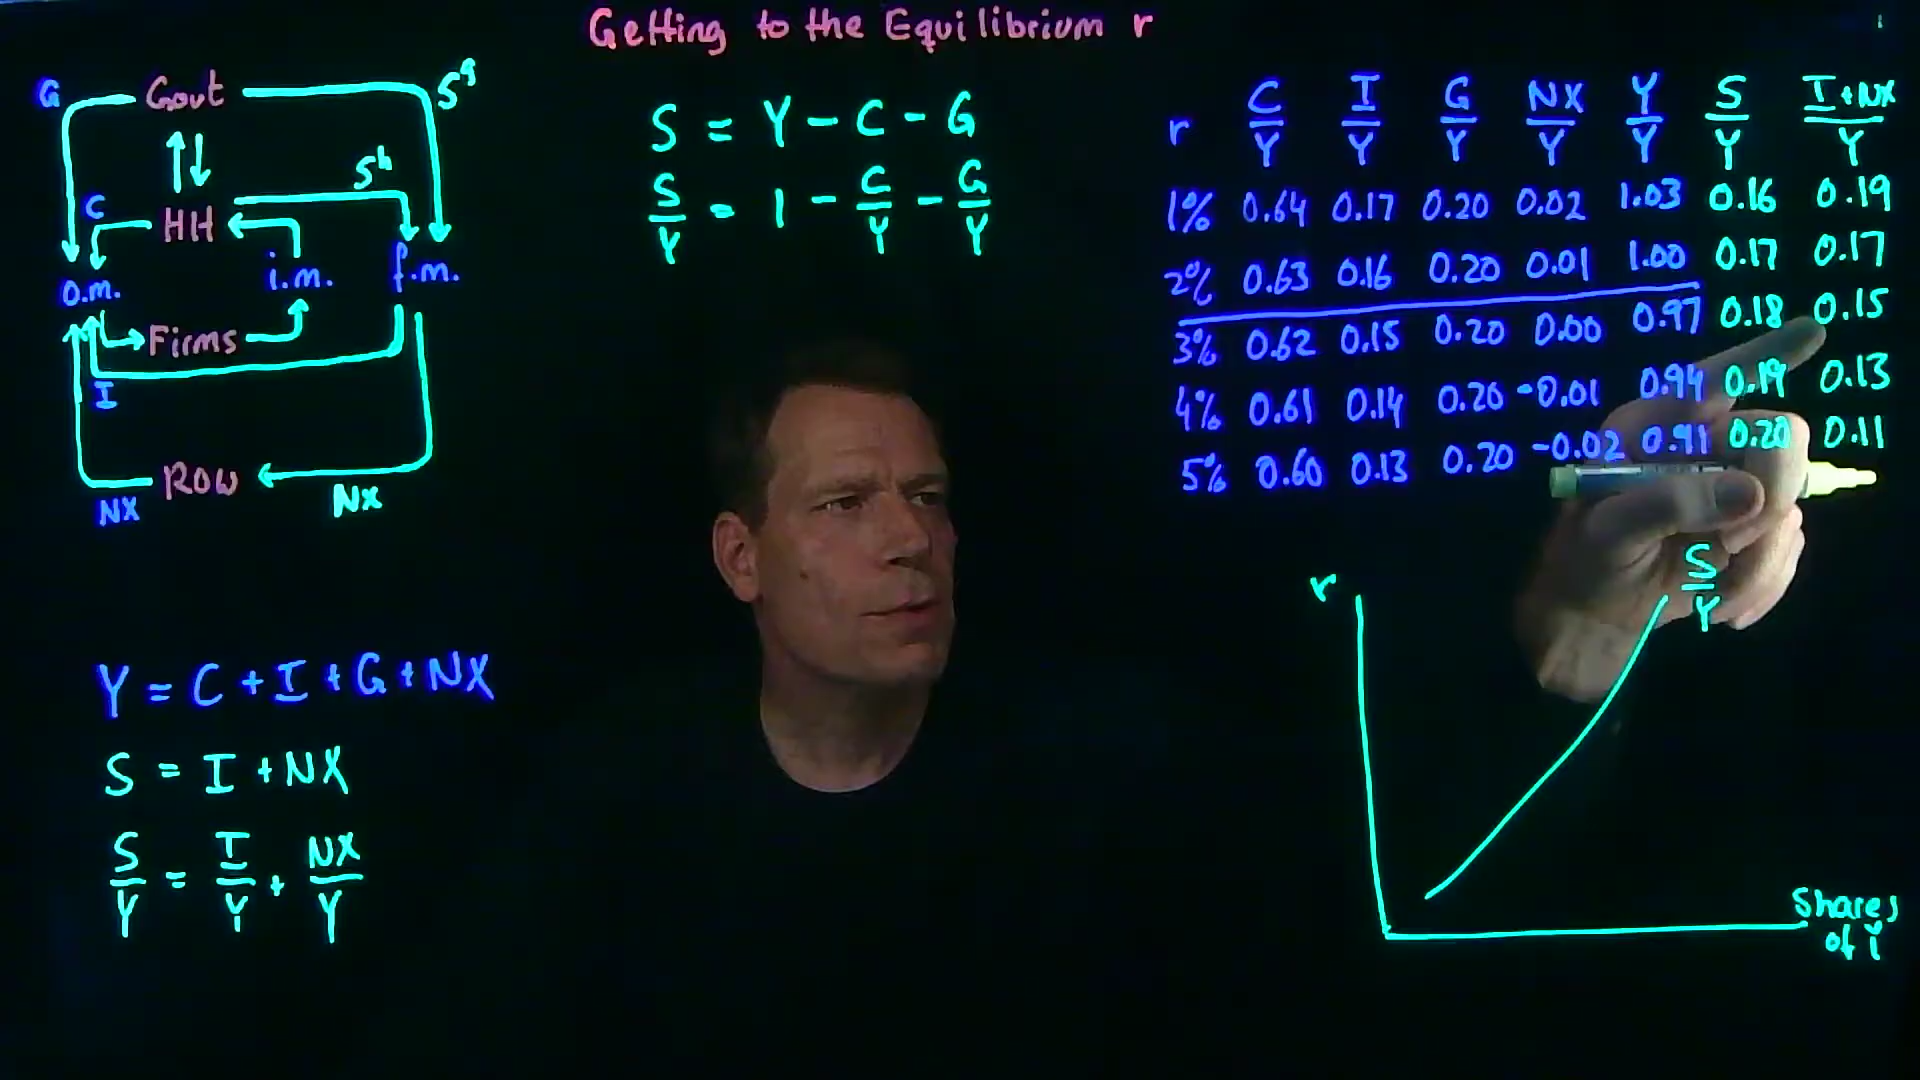 Getting to the Equilibrium r
G Govt S^g
S^h
C HH
o.m. i.m. f.m.
Firms
I
ROW
NX NX
Y = C + I + G + NX
S = I + NX
S/Y = I/Y + NX/Y
S = Y - C - G
S/Y = 1 - C/Y - G/Y
r C/Y I/Y G/Y NX/Y Y/Y S/Y I+NX/Y
1% 0.64 0.17 0.20 0.02 1.03 0.16 0.19
2% 0.63 0.16 0.20 0.01 1.00 0.17 0.17
3% 0.62 0.15 0.20 0.00 0.97 0.18 0.15
4% 0.61 0.14 0.20 -0.01 0.94 0.19 0.13
5% 0.60 0.13 0.20 -0.02 0.91 0.20 0.11
r
S/Y
Shares
of Y